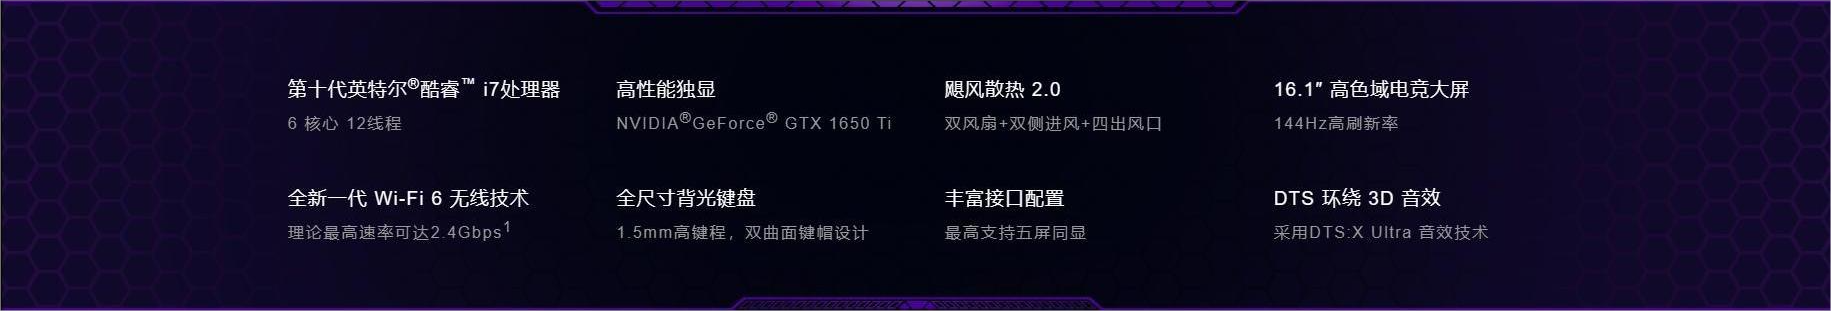 第十代英特尔®酷睿™ i7处理器
6 核心 12线程
高性能独显
NVIDIA®GeForce® GTX 1650 Ti
飓风散热 2.0
双风扇+双侧进风+四出风口
16.1″ 高色域电竞大屏
144Hz高刷新率
全新一代 Wi-Fi 6 无线技术
理论最高速率可达2.4Gbps1
全尺寸背光键盘
1.5mm高键程，双曲面键帽设计
丰富接口配置
最高支持五屏同显
DTS 环绕 3D 音效
采用DTS:X Ultra 音效技术